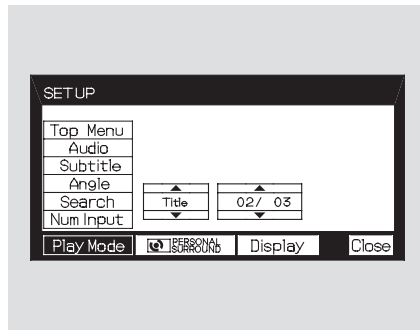 SETUP
Top Menu
Audio
Subtitle
Angle
Search
Title
02/ 03
Num Input
Play Mode
PERSONAL SURROUND
Display
Close